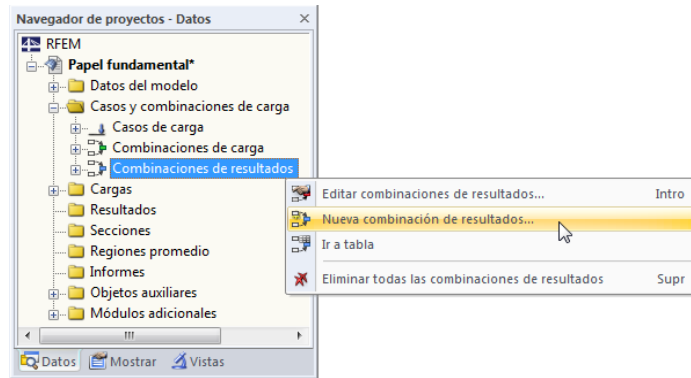 Navegador de proyectos - Datos
RFEM
Papel fundamental*
Datos del modelo
Casos y combinaciones de carga
Casos de carga
Combinaciones de carga
Combinaciones de resultados
Editar combinaciones de resultados... Intro
Nueva combinación de resultados...
Ir a tabla
Eliminar todas las combinaciones de resultados Supr
Cargas
Resultados
Secciones
Regiones promedio
Informes
Objetos auxiliares
Módulos adicionales
Datos Mostrar Vistas